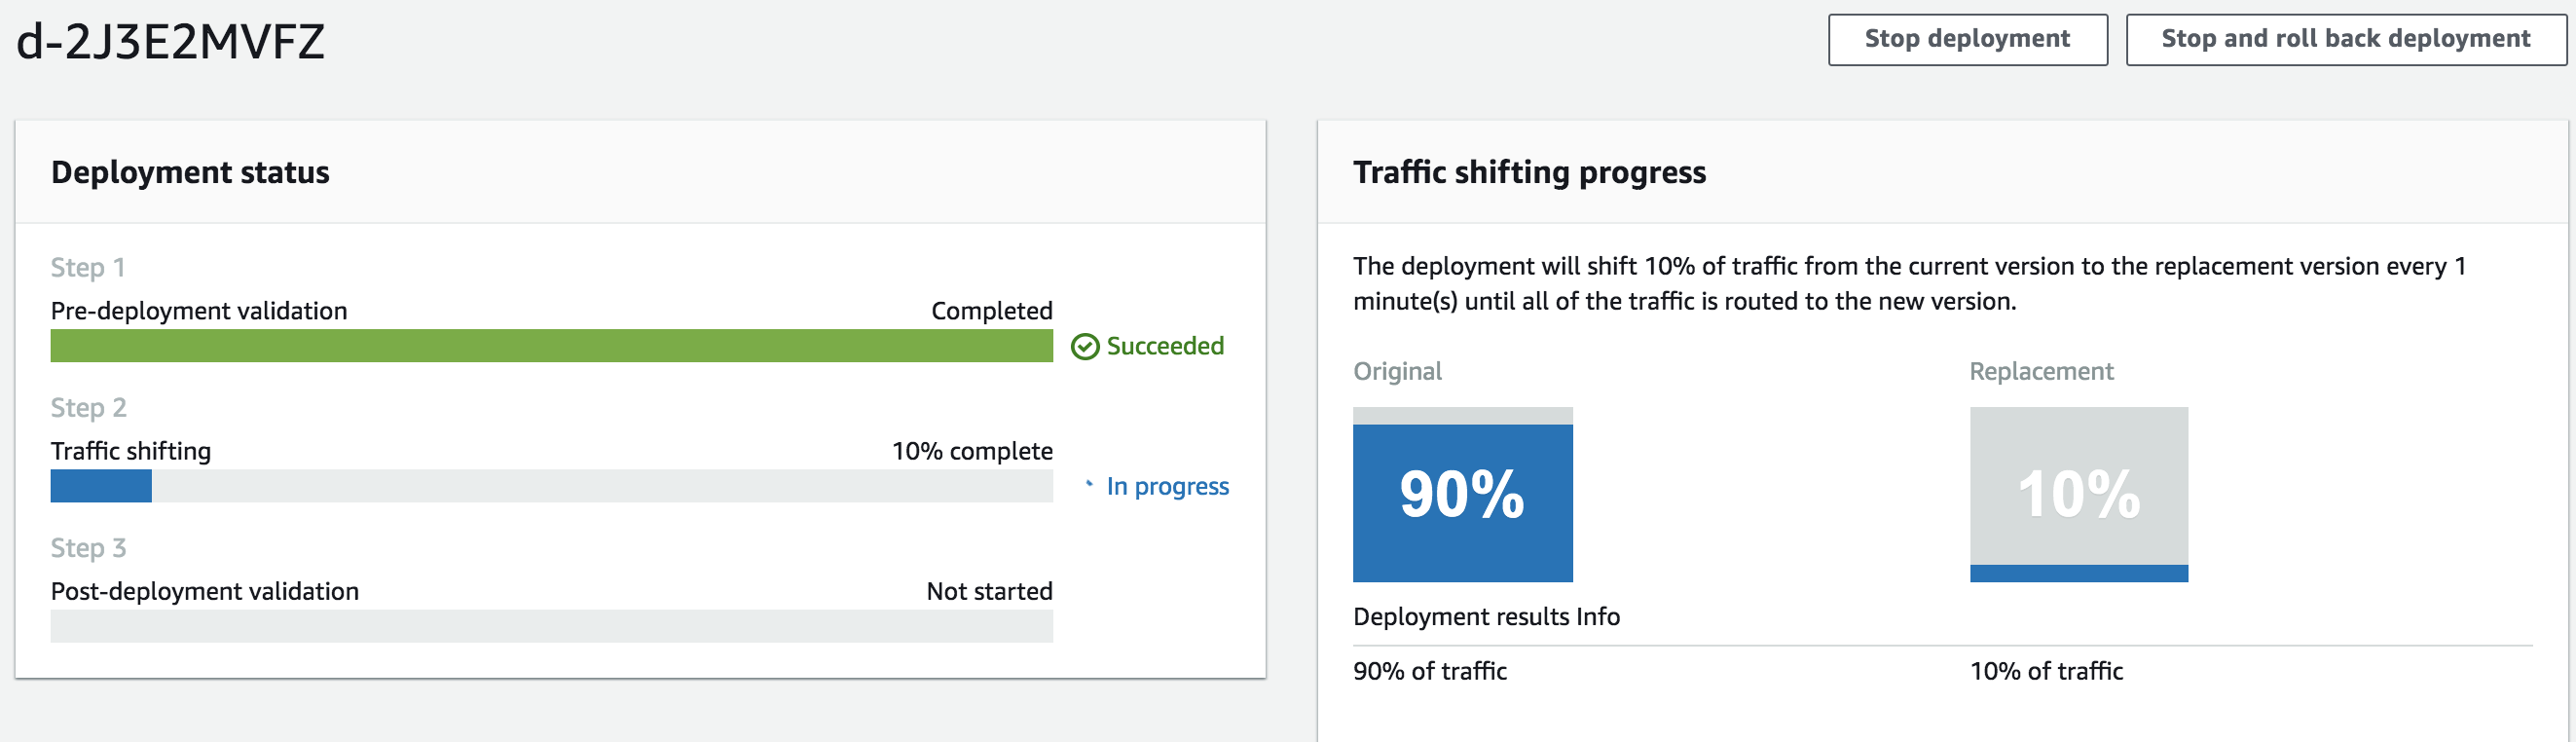 d-2J3E2MVFZ
Stop deployment
Stop and roll back deployment
Deployment status
Step 1
Pre-deployment validation
Completed
Succeeded
Step 2
Traffic shifting
10% complete
In progress
Step 3
Post-deployment validation
Not started
Traffic shifting progress
The deployment will shift 10% of traffic from the current version to the replacement version every 1
minute(s) until all of the traffic is routed to the new version.
Original
Replacement
90%
10%
Deployment results Info
90% of traffic
10% of traffic